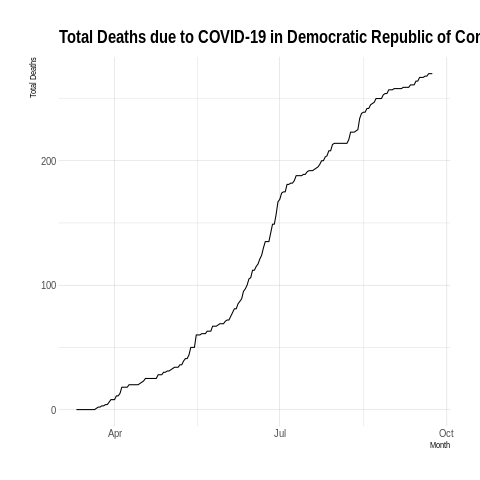 Total Deaths due to COVID-19 in Democratic Republic of Con
Total Deaths
200
100
0
Apr Jul Oct
Month